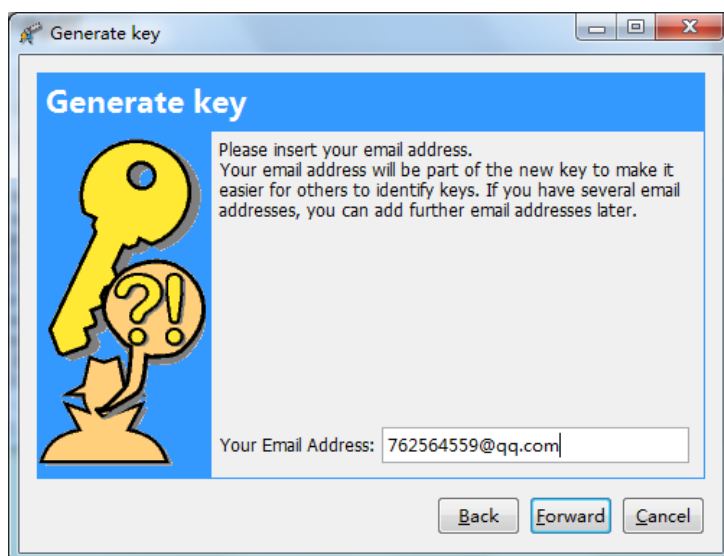 Generate key
Generate key
Please insert your email address.
Your email address will be part of the new key to make it
easier for others to identify keys. If you have several email
addresses, you can add further email addresses later.
?!
Your Email Address: 762564559@qq.com
Back Forward Cancel